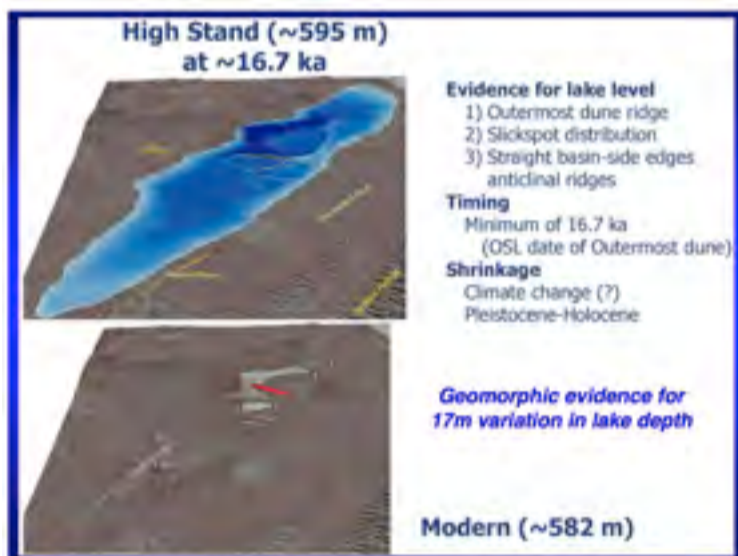 High Stand (~595 m)
at ~16.7 ka
Evidence for lake level
1) Outermost dune ridge
2) Slickspot distribution
3) Straight basin-side edges
anticlinal ridges
Timing
Minimum of 16.7 ka
(OSL date of Outermost dune)
Shrinkage
Climate change (?)
Pleistocene-Holocene
Geomorphic evidence for
17m variation in lake depth
Modern (~582 m)